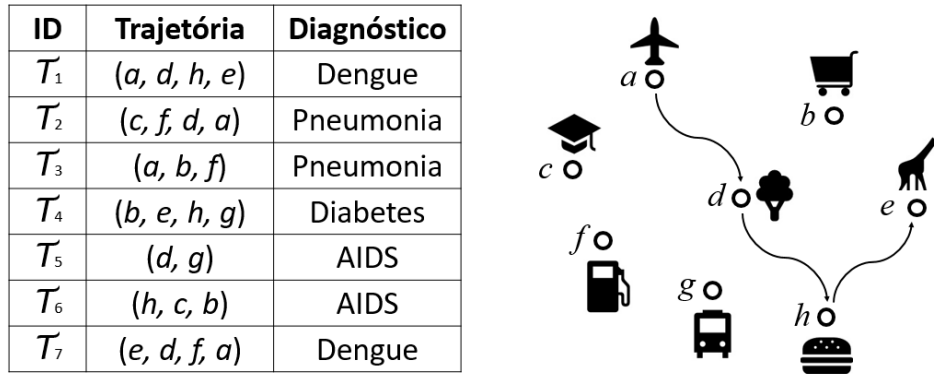 ID Trajetória Diagnóstico
T1 (a, d, h, e) Dengue
T2 (c, f, d, a) Pneumonia
T3 (a, b, f) Pneumonia
T4 (b, e, h, g) Diabetes
T5 (d, g) AIDS
T6 (h, c, b) AIDS
T7 (e, d, f, a) Dengue
a
b
c
d
e
f
g
h